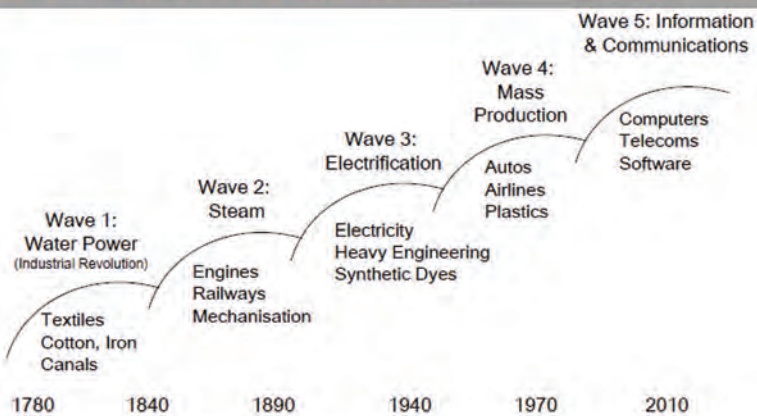 Wave 1:
Water Power
(Industrial Revolution)
Textiles
Cotton, Iron
Canals
Wave 2:
Steam
Engines
Railways
Mechanisation
Wave 3:
Electrification
Electricity
Heavy Engineering
Synthetic Dyes
Wave 4:
Mass
Production
Autos
Airlines
Plastics
Wave 5: Information
& Communications
Computers
Telecoms
Software
1780 1840 1890 1940 1970 2010